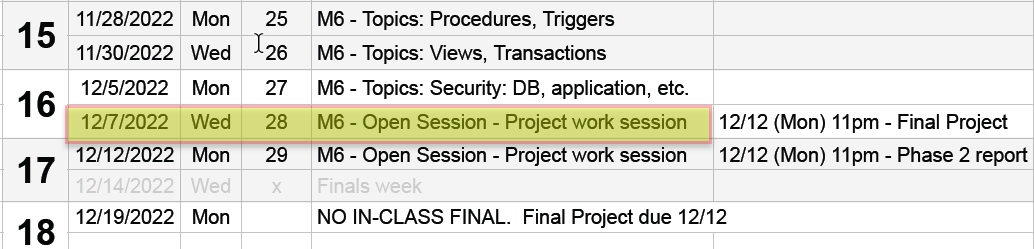 15 11/28/2022 Mon 25 M6 - Topics: Procedures, Triggers
11/30/2022 Wed 26 M6 - Topics: Views, Transactions
16 12/5/2022 Mon 27 M6 - Topics: Security: DB, application, etc.
12/7/2022 Wed 28 M6 - Open Session - Project work session 12/12 (Mon) 11pm - Final Project
17 12/12/2022 Mon 29 M6 - Open Session - Project work session 12/12 (Mon) 11pm - Phase 2 report
12/14/2022 Wed x Finals week
18 12/19/2022 Mon NO IN-CLASS FINAL. Final Project due 12/12